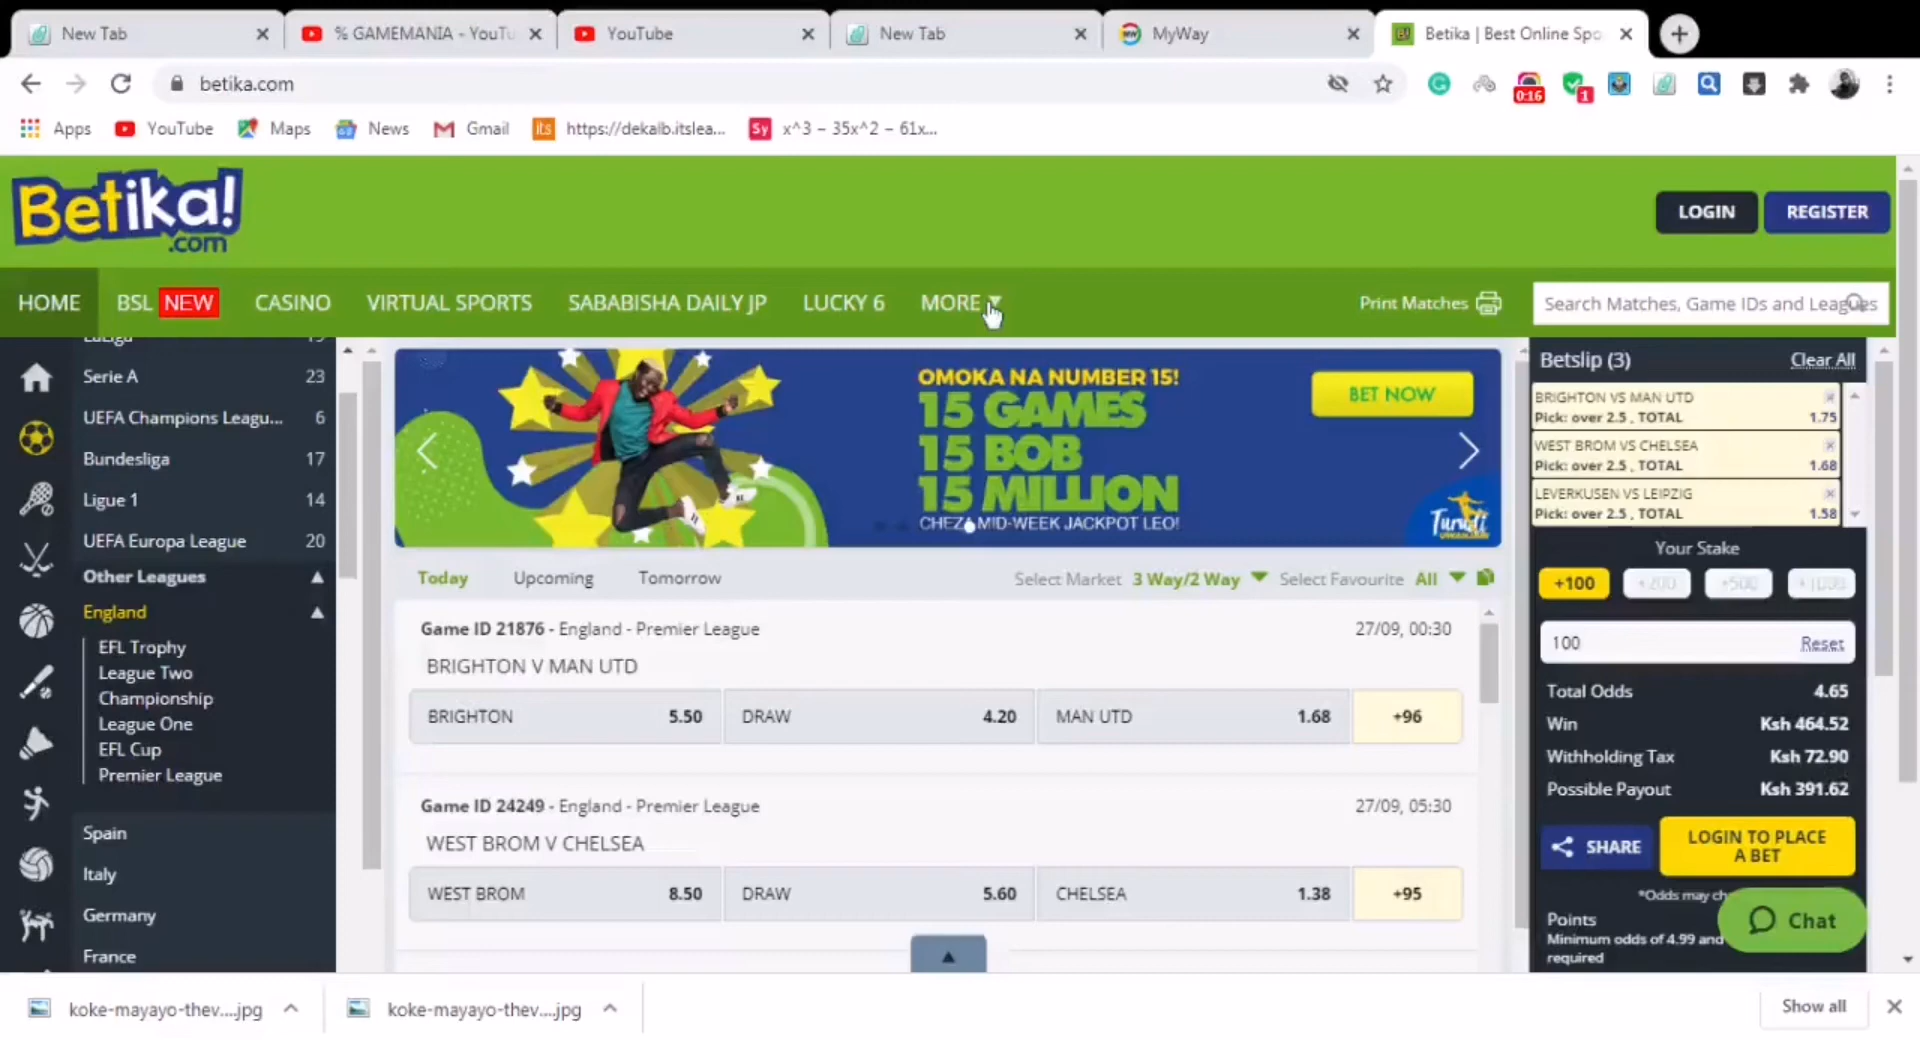 New Tab
% GAMEMANIA - YouTu
YouTube
New Tab
MyWay
Betika | Best Online Spo
betika.com
0:16
1
Apps
YouTube
Maps
News
Gmail
its
https://dekalb.itslea...
Sy
x^3 − 35x^2 − 61x...
Betika!
.com
LOGIN
REGISTER
HOME
BSL NEW
CASINO
VIRTUAL SPORTS
SABABISHA DAILY JP
LUCKY 6
MORE
Print Matches
Search Matches, Game IDs and Leagues
Serie A 23
UEFA Champions Leagu... 6
Bundesliga 17
Ligue 1 14
UEFA Europa League 20
Other Leagues
England
EFL Trophy
League Two
Championship
League One
EFL Cup
Premier League
Spain
Italy
Germany
France
OMOKA NA NUMBER 15!
15 GAMES
15 BOB
15 MILLION
CHEZA MID-WEEK JACKPOT LEO!
BET NOW
Turudi
Today
Upcoming
Tomorrow
Select Market 3 Way/2 Way
Select Favourite All
Game ID 21876 - England - Premier League 27/09, 00:30
BRIGHTON V MAN UTD
BRIGHTON 5.50 DRAW 4.20 MAN UTD 1.68 +96
Game ID 24249 - England - Premier League 27/09, 05:30
WEST BROM V CHELSEA
WEST BROM 8.50 DRAW 5.60 CHELSEA 1.38 +95
Betslip (3) Clear All
BRIGHTON VS MAN UTD
Pick: over 2.5 , TOTAL 1.75
WEST BROM VS CHELSEA
Pick: over 2.5 , TOTAL 1.68
LEVERKUSEN VS LEIPZIG
Pick: over 2.5 , TOTAL 1.58
Your Stake
+100 +200 +500 +1000
100 Reset
Total Odds 4.65
Win Ksh 464.52
Withholding Tax Ksh 72.90
Possible Payout Ksh 391.62
SHARE
LOGIN TO PLACE
A BET
*Odds may
Points
Minimum odds of 4.99 and
required
Chat
koke-mayayo-thev....jpg
koke-mayayo-thev....jpg
Show all